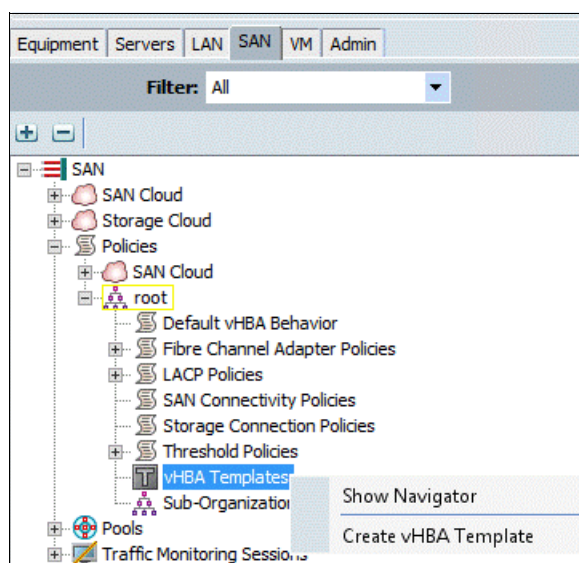 Equipment Servers LAN SAN VM Admin
Filter: All
SAN
SAN Cloud
Storage Cloud
Policies
SAN Cloud
root
Default vHBA Behavior
Fibre Channel Adapter Policies
LACP Policies
SAN Connectivity Policies
Storage Connection Policies
Threshold Policies
vHBA Templates
Show Navigator
Sub-Organization
Create vHBA Template
Pools
Traffic Monitoring Sessions